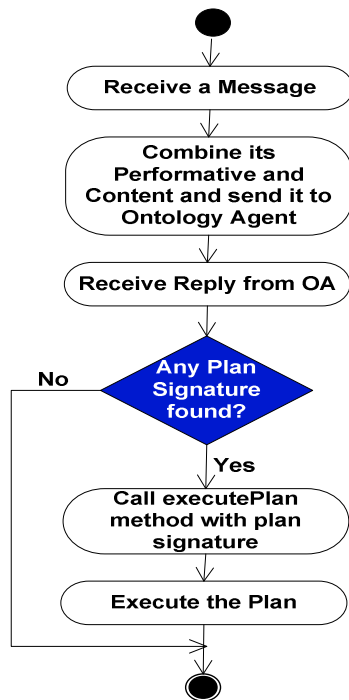 Receive a Message
Combine its
Performative and
Content and send it to
Ontology Agent
Receive Reply from OA
Any Plan
Signature
found?
No
Yes
Call executePlan
method with plan
signature
Execute the Plan